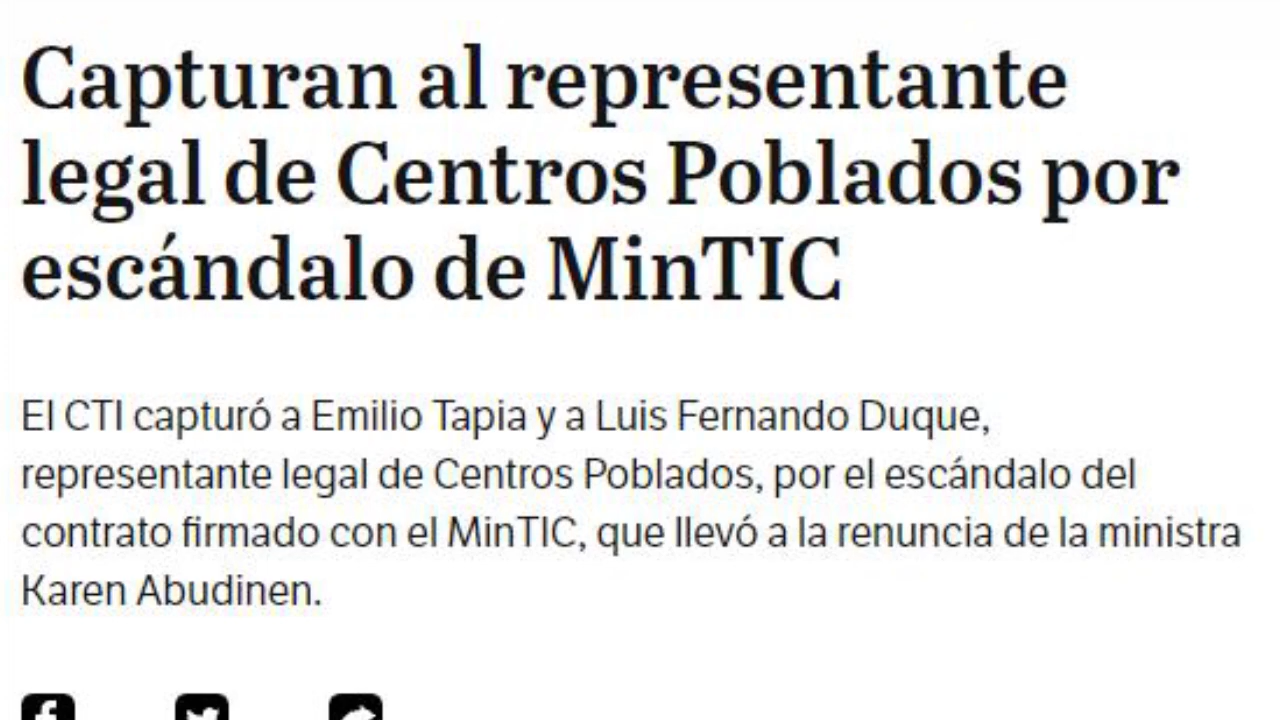 Capturan al representante
legal de Centros Poblados por
escándalo de MinTIC
El CTI capturó a Emilio Tapia y a Luis Fernando Duque,
representante legal de Centros Poblados, por el escándalo del
contrato firmado con el MinTIC, que llevó a la renuncia de la ministra
Karen Abudinen.